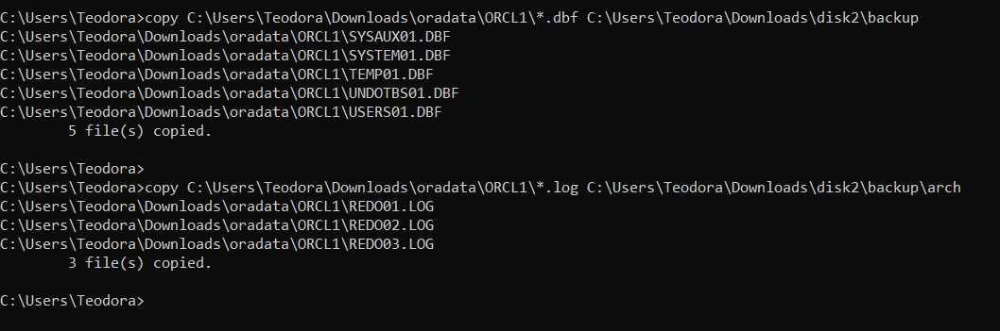 C:\Users\Teodora>copy C:\Users\Teodora\Downloads\oradata\ORCL1\*.dbf C:\Users\Teodora\Downloads\disk2\backup
C:\Users\Teodora\Downloads\oradata\ORCL1\SYSAUX01.DBF
C:\Users\Teodora\Downloads\oradata\ORCL1\SYSTEM01.DBF
C:\Users\Teodora\Downloads\oradata\ORCL1\TEMP01.DBF
C:\Users\Teodora\Downloads\oradata\ORCL1\UNDOTBS01.DBF
C:\Users\Teodora\Downloads\oradata\ORCL1\USERS01.DBF
        5 file(s) copied.
C:\Users\Teodora>
C:\Users\Teodora>copy C:\Users\Teodora\Downloads\oradata\ORCL1\*.log C:\Users\Teodora\Downloads\disk2\backup\arch
C:\Users\Teodora\Downloads\oradata\ORCL1\REDO01.LOG
C:\Users\Teodora\Downloads\oradata\ORCL1\REDO02.LOG
C:\Users\Teodora\Downloads\oradata\ORCL1\REDO03.LOG
        3 file(s) copied.
C:\Users\Teodora>